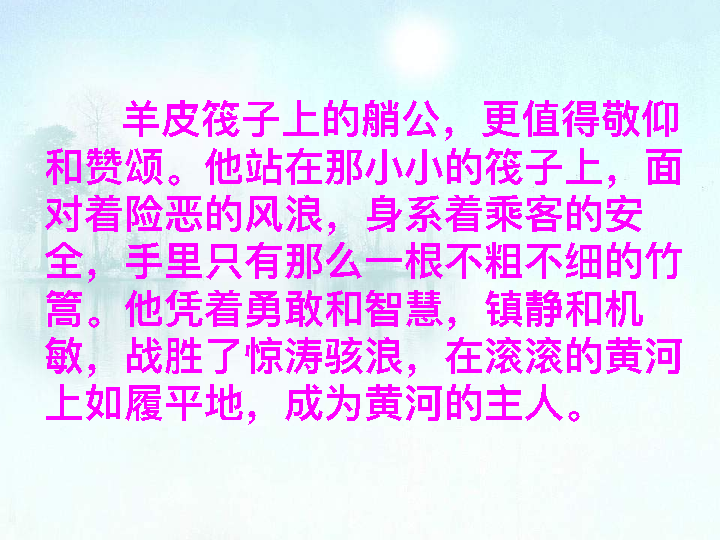 羊皮筏子上的艄公，更值得敬仰
和赞颂。他站在那小小的筏子上，面
对着险恶的风浪，身系着乘客的安
全，手里只有那么一根不粗不细的竹
篙。他凭着勇敢和智慧，镇静和机
敏，战胜了惊涛骇浪，在滚滚的黄河
上如履平地，成为黄河的主人。